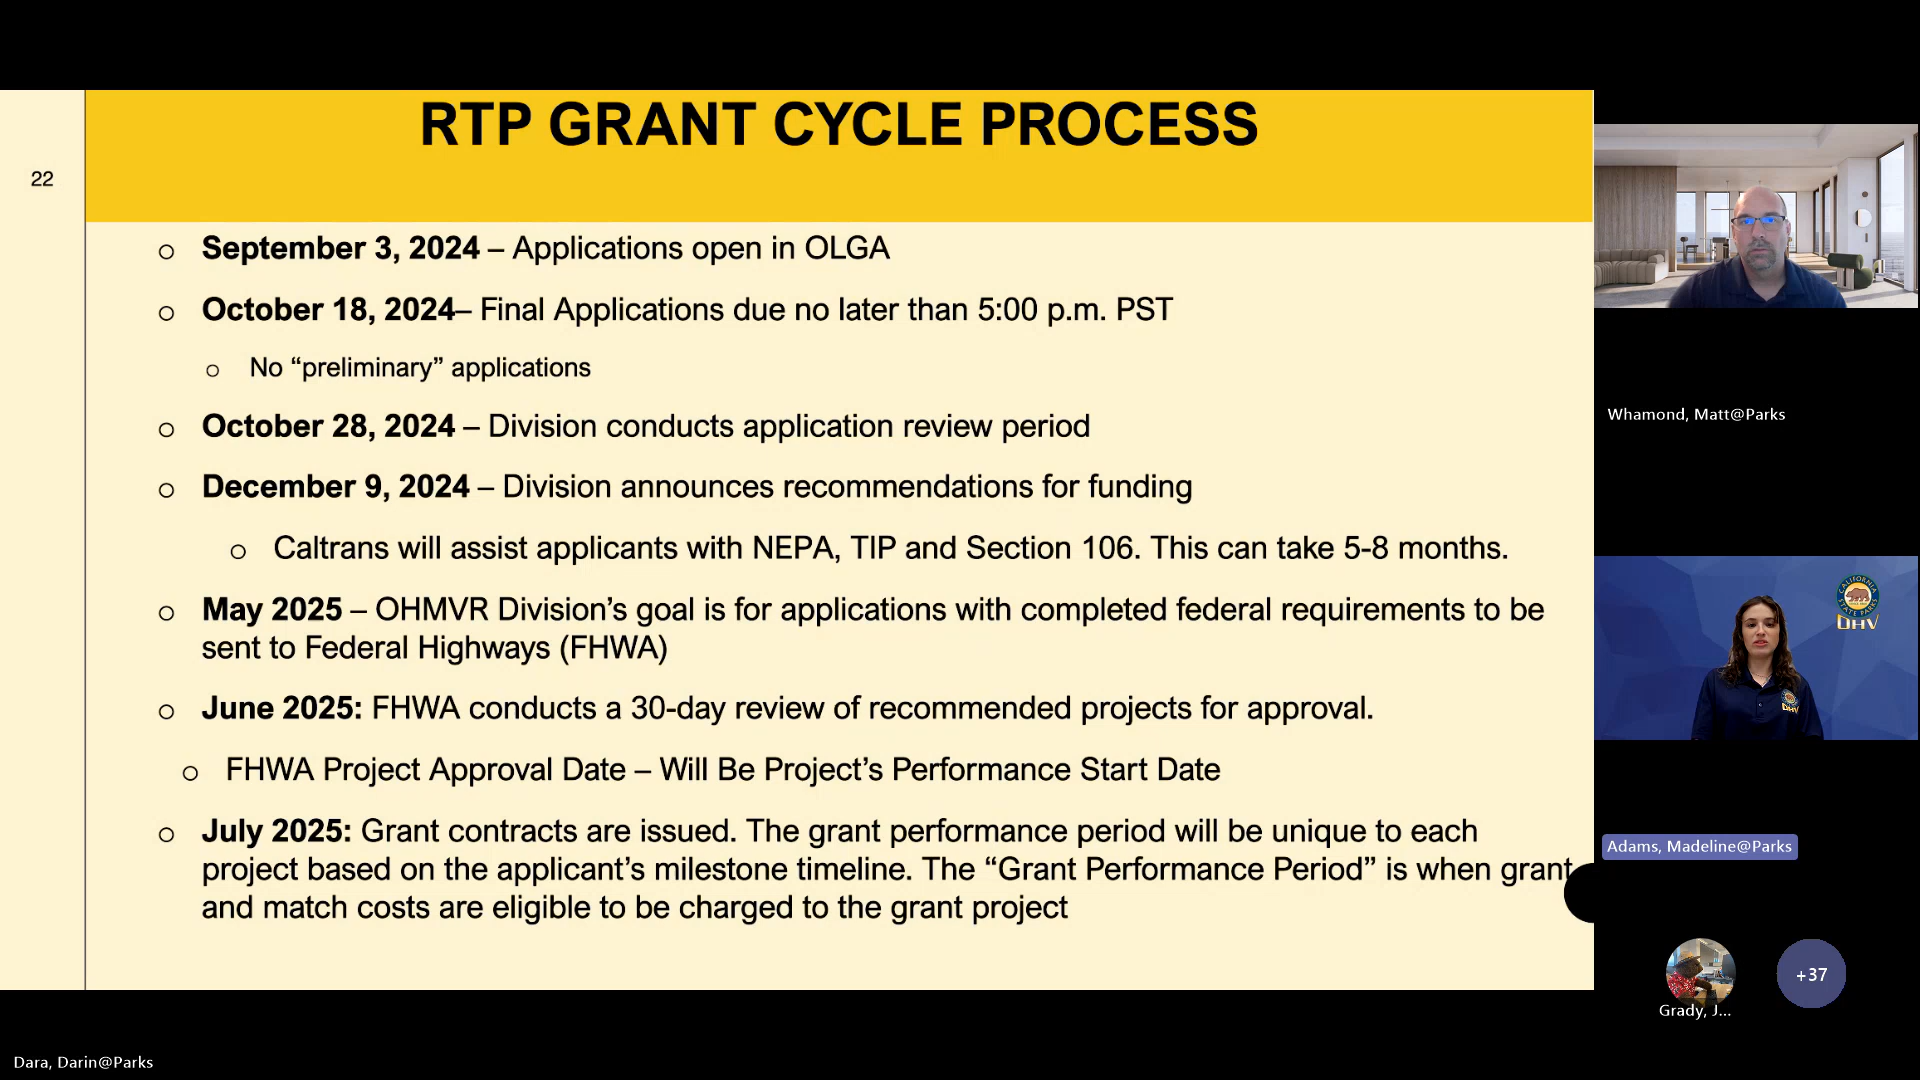 RTP GRANT CYCLE PROCESS
22
o September 3, 2024 – Applications open in OLGA
o October 18, 2024– Final Applications due no later than 5:00 p.m. PST
o No “preliminary” applications
o October 28, 2024 – Division conducts application review period
o December 9, 2024 – Division announces recommendations for funding
o Caltrans will assist applicants with NEPA, TIP and Section 106. This can take 5-8 months.
o May 2025 – OHMVR Division’s goal is for applications with completed federal requirements to be
sent to Federal Highways (FHWA)
o June 2025: FHWA conducts a 30-day review of recommended projects for approval.
o FHWA Project Approval Date – Will Be Project’s Performance Start Date
o July 2025: Grant contracts are issued. The grant performance period will be unique to each
project based on the applicant’s milestone timeline. The “Grant Performance Period” is when grant
and match costs are eligible to be charged to the grant project
Whamond, Matt@Parks
CALIFORNIA
STATE PARKS
OHV
OHV
Adams, Madeline@Parks
+37
Grady, J...
Dara, Darin@Parks